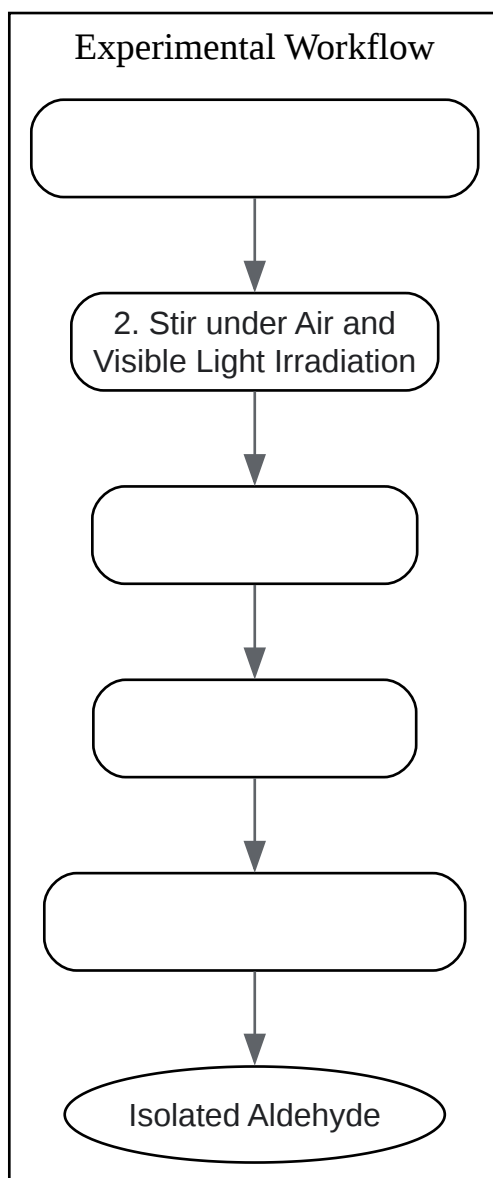 Experimental Workflow
2. Stir under Air and
Visible Light Irradiation
Isolated Aldehyde